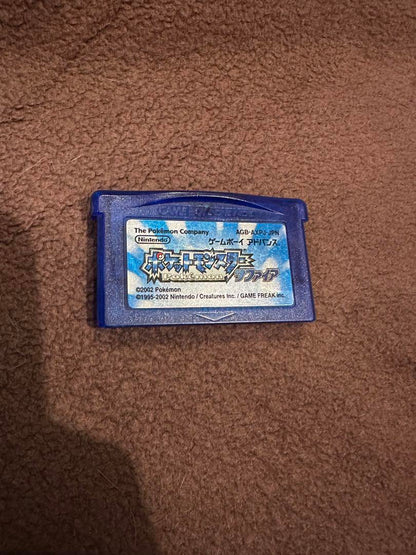 The Pokémon Company
AGB-AXPJ-JPN
Nintendo
ゲームボーイ アドバンス
ポケットモンスター
サファイア
©2002 Pokémon
©1995-2002 Nintendo / Creatures inc. / GAME FREAK inc.